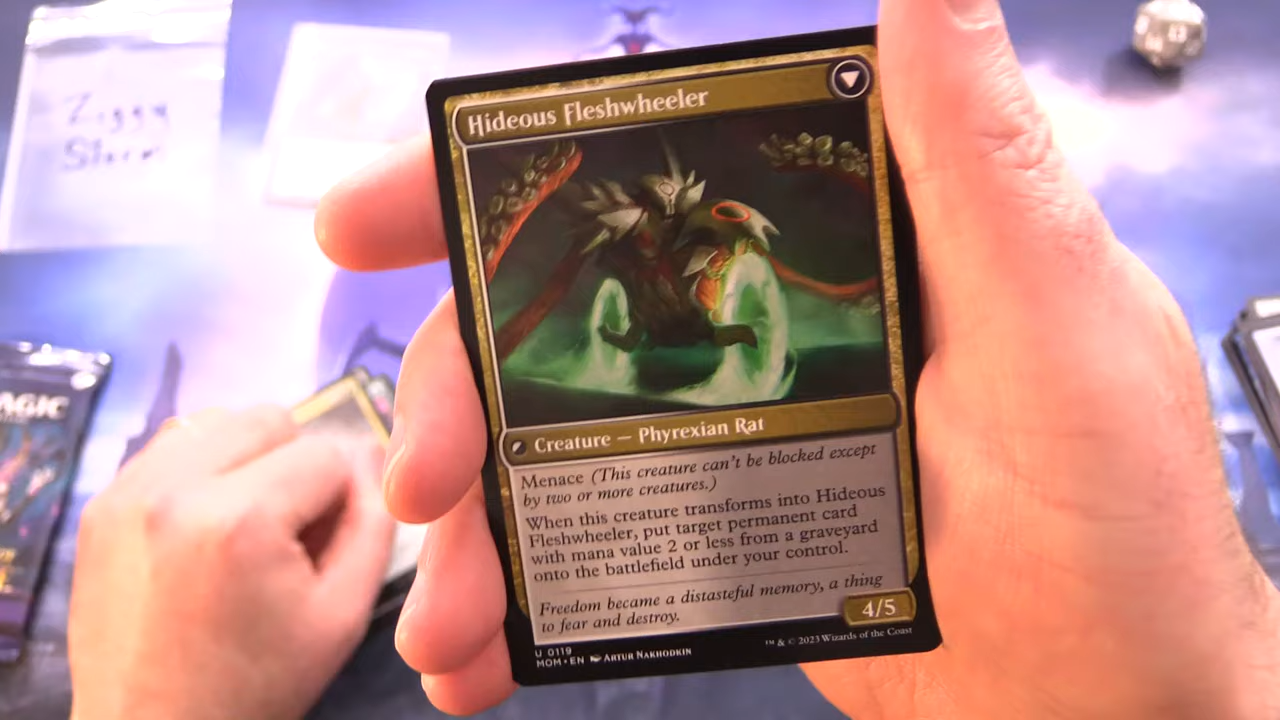 Ziggy
Hideous Fleshwheeler
Creature — Phyrexian Rat
Menace (This creature can't be blocked except
by two or more creatures.)
When this creature transforms into Hideous
Fleshwheeler, put target permanent card
with mana value 2 or less from a graveyard
onto the battlefield under your control.
Freedom became a distasteful memory, a thing
to fear and destroy.
4/5
U 0119
MOM • EN ARTUR NAKHODKIN
™ & © 2023 Wizards of the Coast
AGIC